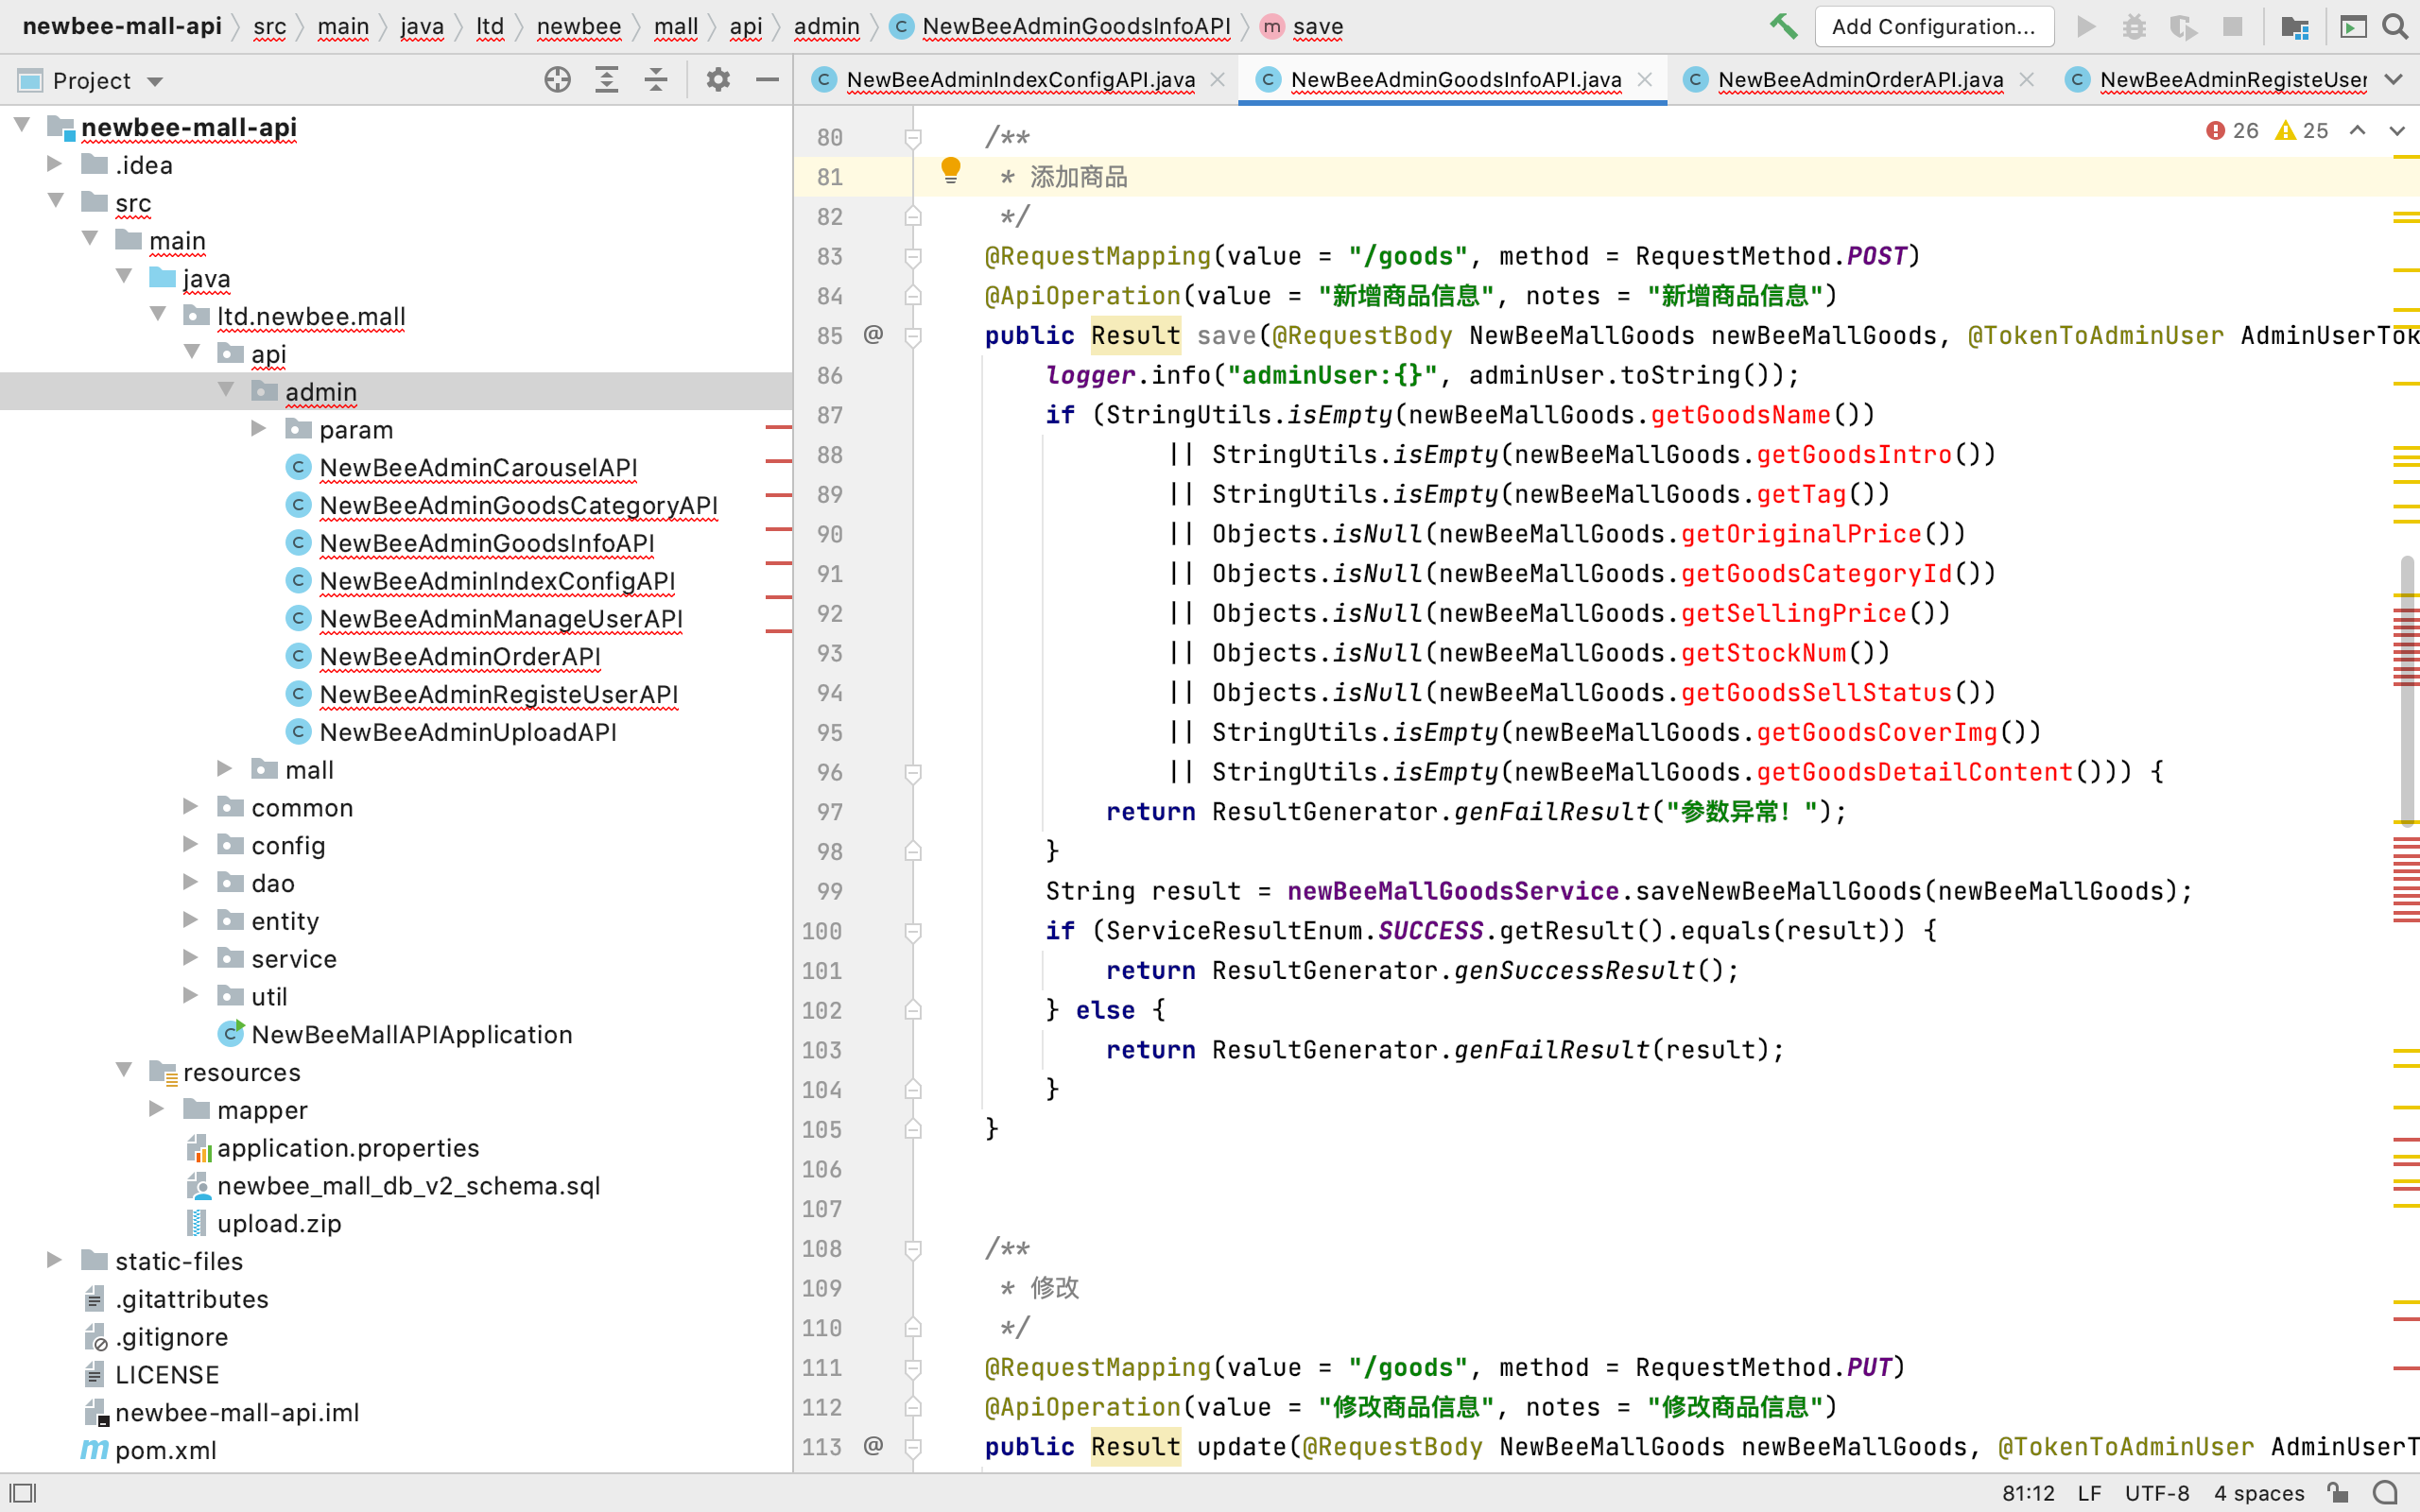 newbee-mall-api src main java ltd newbee mall api admin NewBeeAdminGoodsInfoAPI save Add Configuration...
Project
NewBeeAdminIndexConfigAPI.java NewBeeAdminGoodsInfoAPI.java NewBeeAdminOrderAPI.java NewBeeAdminRegisteUser
newbee-mall-api
.idea
src
main
java
ltd.newbee.mall
api
admin
param
NewBeeAdminCarouselAPI
NewBeeAdminGoodsCategoryAPI
NewBeeAdminGoodsInfoAPI
NewBeeAdminIndexConfigAPI
NewBeeAdminManageUserAPI
NewBeeAdminOrderAPI
NewBeeAdminRegisteUserAPI
NewBeeAdminUploadAPI
mall
common
config
dao
entity
service
util
NewBeeMallAPIApplication
resources
mapper
application.properties
newbee_mall_db_v2_schema.sql
upload.zip
static-files
.gitattributes
.gitignore
LICENSE
newbee-mall-api.iml
pom.xml
26 25
80 /**
81 * 添加商品
82 */
83 @RequestMapping(value = "/goods", method = RequestMethod.POST)
84 @ApiOperation(value = "新增商品信息", notes = "新增商品信息")
85 @ public Result save(@RequestBody NewBeeMallGoods newBeeMallGoods, @TokenToAdminUser AdminUserTok
86 logger.info("adminUser:{}", adminUser.toString());
87 if (StringUtils.isEmpty(newBeeMallGoods.getGoodsName())
88 || StringUtils.isEmpty(newBeeMallGoods.getGoodsIntro())
89 || StringUtils.isEmpty(newBeeMallGoods.getTag())
90 || Objects.isNull(newBeeMallGoods.getOriginalPrice())
91 || Objects.isNull(newBeeMallGoods.getGoodsCategoryId())
92 || Objects.isNull(newBeeMallGoods.getSellingPrice())
93 || Objects.isNull(newBeeMallGoods.getStockNum())
94 || Objects.isNull(newBeeMallGoods.getGoodsSellStatus())
95 || StringUtils.isEmpty(newBeeMallGoods.getGoodsCoverImg())
96 || StringUtils.isEmpty(newBeeMallGoods.getGoodsDetailContent())) {
97 return ResultGenerator.genFailResult("参数异常！");
98 }
99 String result = newBeeMallGoodsService.saveNewBeeMallGoods(newBeeMallGoods);
100 if (ServiceResultEnum.SUCCESS.getResult().equals(result)) {
101 return ResultGenerator.genSuccessResult();
102 } else {
103 return ResultGenerator.genFailResult(result);
104 }
105 }
106
107
108 /**
109 * 修改
110 */
111 @RequestMapping(value = "/goods", method = RequestMethod.PUT)
112 @ApiOperation(value = "修改商品信息", notes = "修改商品信息")
113 @ public Result update(@RequestBody NewBeeMallGoods newBeeMallGoods, @TokenToAdminUser AdminUserT
81:12 LF UTF-8 4 spaces